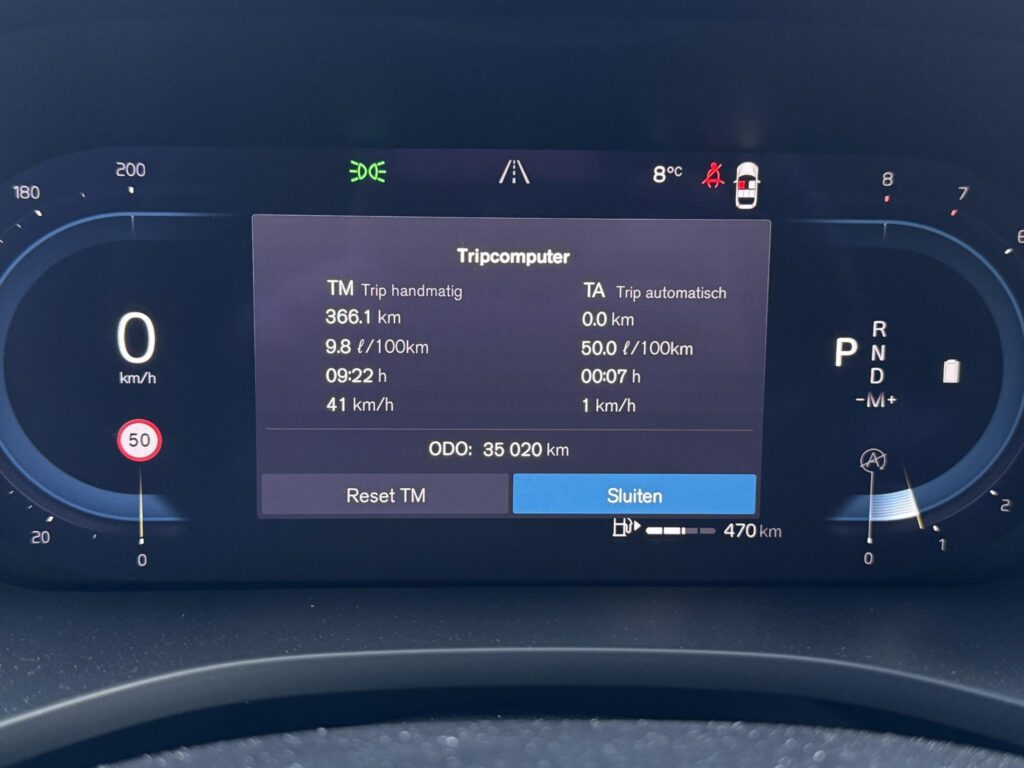 180
200
8°C
8
7
6
Tripcomputer
TM Trip handmatig
366.1 km
9.8 ℓ/100km
09:22 h
41 km/h
TA Trip automatisch
0.0 km
50.0 ℓ/100km
00:07 h
1 km/h
ODO: 35 020 km
Reset TM
Sluiten
470 km
0
km/h
50
20
0
P
R
N
D
-M+
A
2
1
0